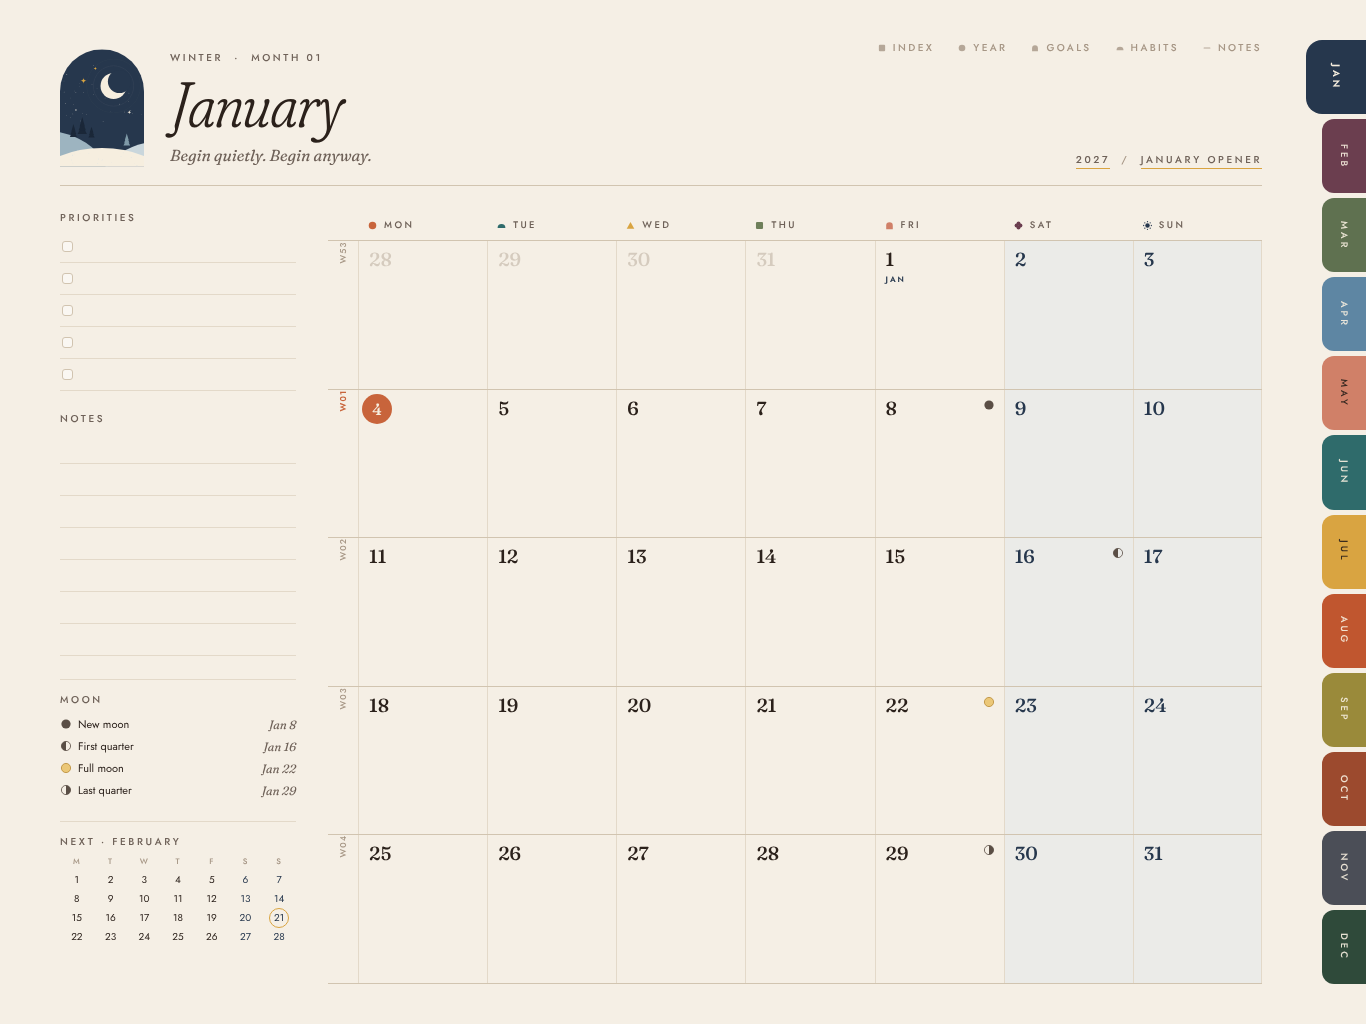 WINTER · MONTH 01
January
Begin quietly. Begin anyway.
INDEX YEAR GOALS HABITS NOTES
2027 / JANUARY OPENER
PRIORITIES
NOTES
MOON
New moon Jan 8
First quarter Jan 16
Full moon Jan 22
Last quarter Jan 29
NEXT · FEBRUARY
M T W T F S S
1 2 3 4 5 6 7
8 9 10 11 12 13 14
15 16 17 18 19 20 21
22 23 24 25 26 27 28
MON TUE WED THU FRI SAT SUN
W53 28 29 30 31 1 2 3
JAN
W01 4 5 6 7 8 9 10
W02 11 12 13 14 15 16 17
W03 18 19 20 21 22 23 24
W04 25 26 27 28 29 30 31
JAN
FEB
MAR
APR
MAY
JUN
JUL
AUG
SEP
OCT
NOV
DEC